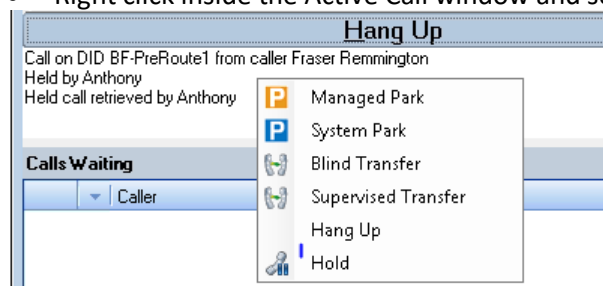 Right click inside the Active Call window and s
Hang Up
Call on DID BF-PreRoute1 from caller Fraser Remmington
Held by Anthony
Held call retrieved by Anthony
Managed Park
System Park
Blind Transfer
Supervised Transfer
Hang Up
Hold
Calls Waiting
Caller